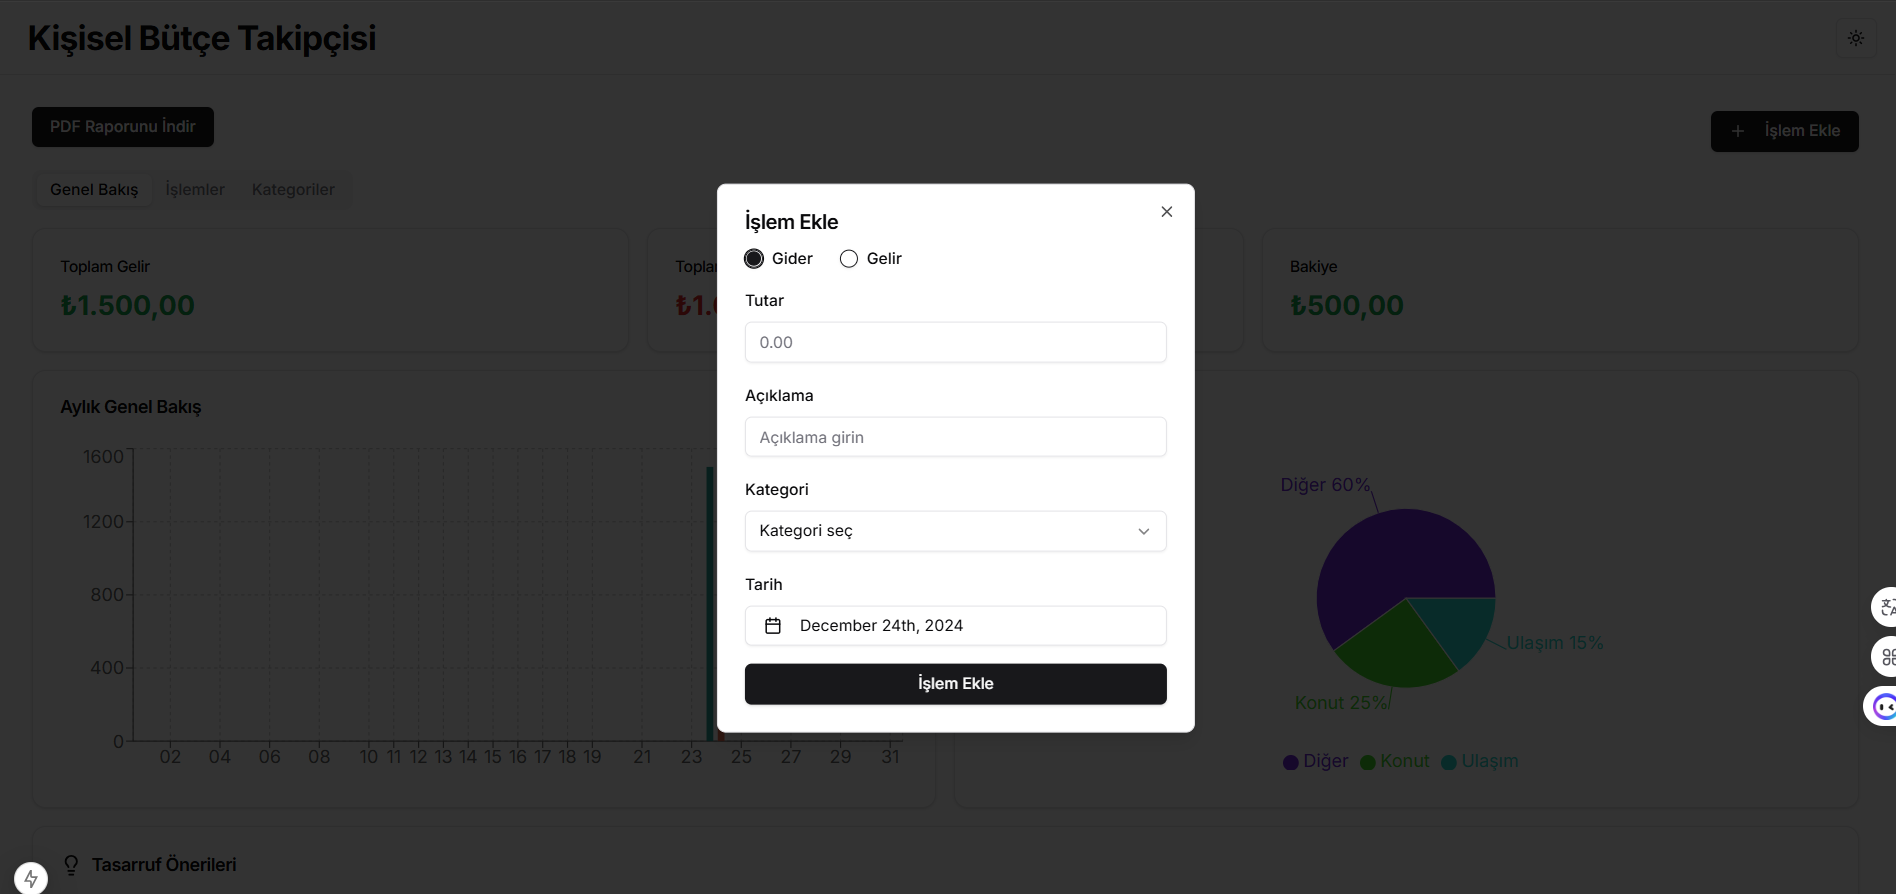 Kişisel Bütçe Takipçisi
PDF Raporunu İndir
+ İşlem Ekle
Genel Bakış İşlemler Kategoriler
Toplam Gelir
₺1.500,00
Bakiye
₺500,00
Aylık Genel Bakış
1600
1200
800
400
0
02 04 06 08 10 11 12 13 14 15 16 17 18 19 21 23 25 27 29 31
İşlem Ekle
Gider Gelir
Tutar
0.00
Açıklama
Açıklama girin
Kategori
Kategori seç
Tarih
December 24th, 2024
İşlem Ekle
Diğer 60%
Ulaşım 15%
Konut 25%
Diğer Konut Ulaşım
Tasarruf Önerileri